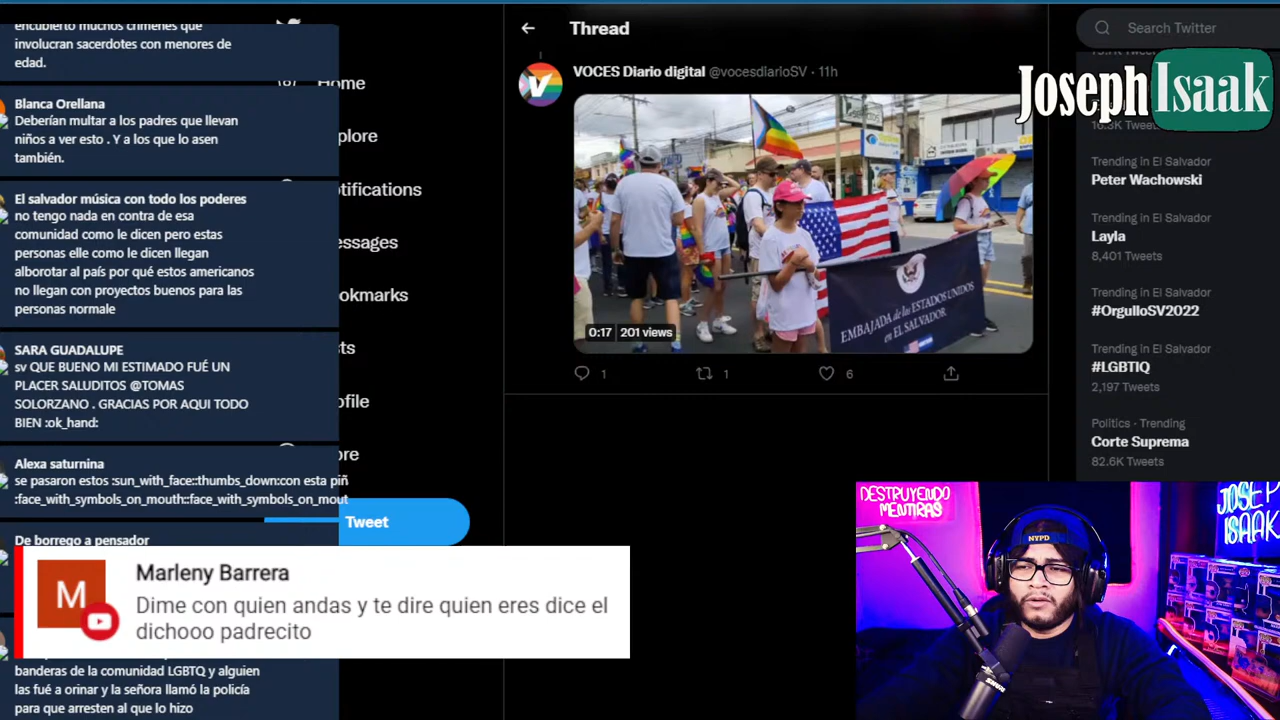 encubierto muchos crímenes que
involucran sacerdotes con menores de
edad.
Blanca Orellana
Deberían multar a los padres que llevan
niños a ver esto . Y a los que lo asen
también.
El salvador música con todo los poderes
no tengo nada en contra de esa
comunidad como le dicen pero estas
personas elle como le dicen llegan
alborotar al país por qué estos americanos
no llegan con proyectos buenos para las
personas normale
SARA GUADALUPE
sv QUE BUENO MI ESTIMADO FUÉ UN
PLACER SALUDITOS @TOMAS
SOLORZANO . GRACIAS POR AQUI TODO
BIEN :ok_hand:
Alexa saturnina
se pasaron estos :sun_with_face::thumbs_down:con esta piñ
:face_with_symbols_on_mouth::face_with_symbols_on_mout
De borrego a pensador
M
Marleny Barrera
Dime con quien andas y te dire quien eres dice el
dichooo padrecito
banderas de la comunidad LGBTQ y alguien
las fué a orinar y la señora llamó la policía
para que arresten al que lo hizo
Home
plore
otifications
essages
okmarks
sts
ofile
ore
Tweet
Thread
VOCES Diario digital @vocesdiarioSV · 11h
V
EMBAJADA de los ESTADOS UNIDOS
en EL SALVADOR
0:17 201 views
1 1 6
Search Twitter
Joseph Isaak
16.3K Tweets
Trending in El Salvador
Peter Wachowski
Trending in El Salvador
Layla
8,401 Tweets
Trending in El Salvador
#OrgulloSV2022
Trending in El Salvador
#LGBTIQ
2,197 Tweets
Politics · Trending
Corte Suprema
82.6K Tweets
DESTRUYENDO
MENTIRAS
NYPD
JOSEP
ISAAK